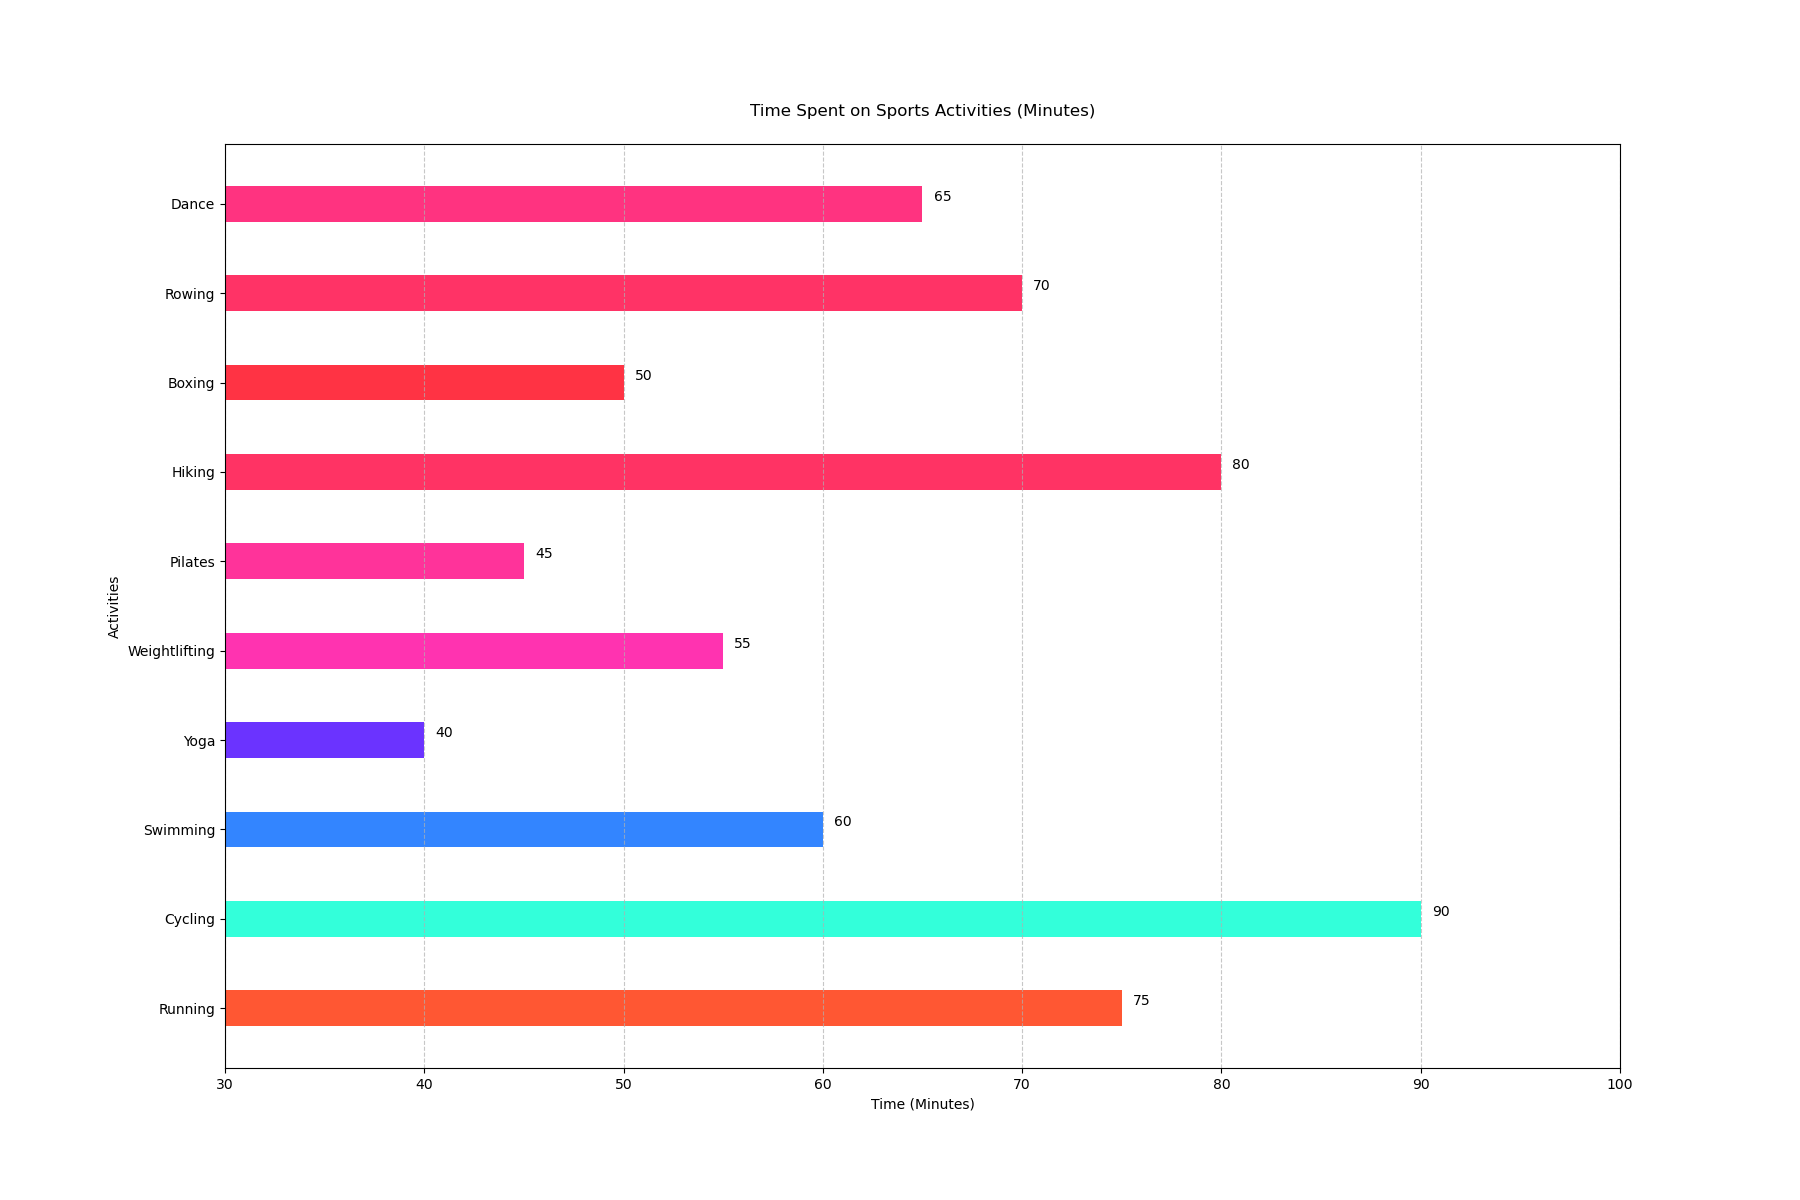 Time Spent on Sports Activities (Minutes)
Dance
65
Rowing
70
Boxing
50
Hiking
80
Pilates
45
Activities
Weightlifting
55
Yoga
40
Swimming
60
Cycling
90
Running
75
30 40 50 60 70 80 90 100
Time (Minutes)